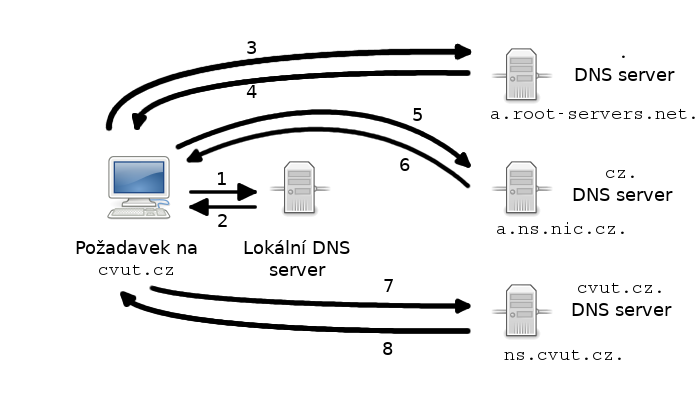 3
.
DNS server
4
a.root-servers.net.
5
6
cz.
DNS server
a.ns.nic.cz.
1
2
Požadavek na
cvut.cz
Lokální DNS
server
7
cvut.cz.
DNS server
8
ns.cvut.cz.